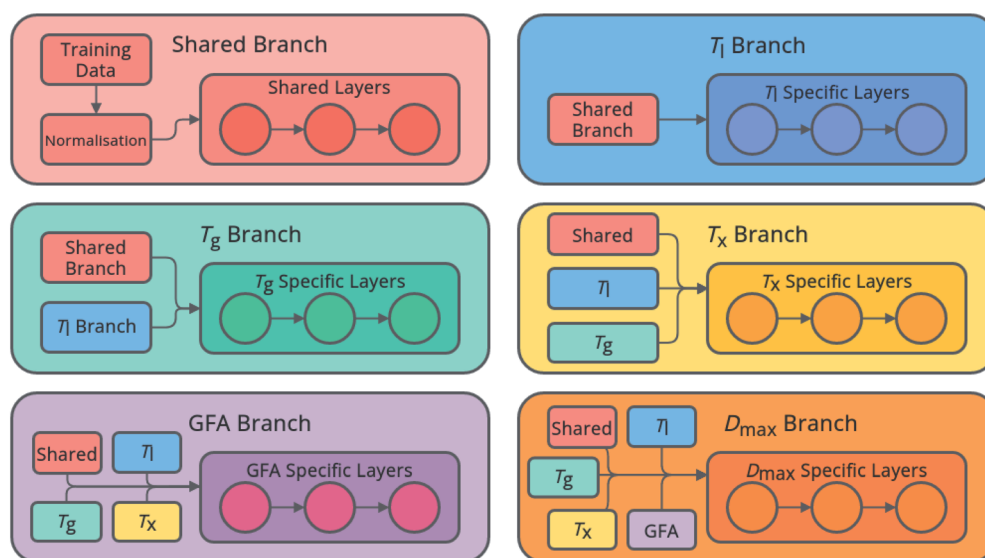 Shared Branch
Training
Data
Normalisation
Shared Layers
Tl Branch
Shared
Branch
Tl Specific Layers
Tg Branch
Shared
Branch
Tl Branch
Tg Specific Layers
Tx Branch
Shared
Tl
Tg
Tx Specific Layers
GFA Branch
Shared
Tl
Tg
Tx
GFA Specific Layers
Dmax Branch
Shared
Tl
Tg
Tx
GFA
Dmax Specific Layers